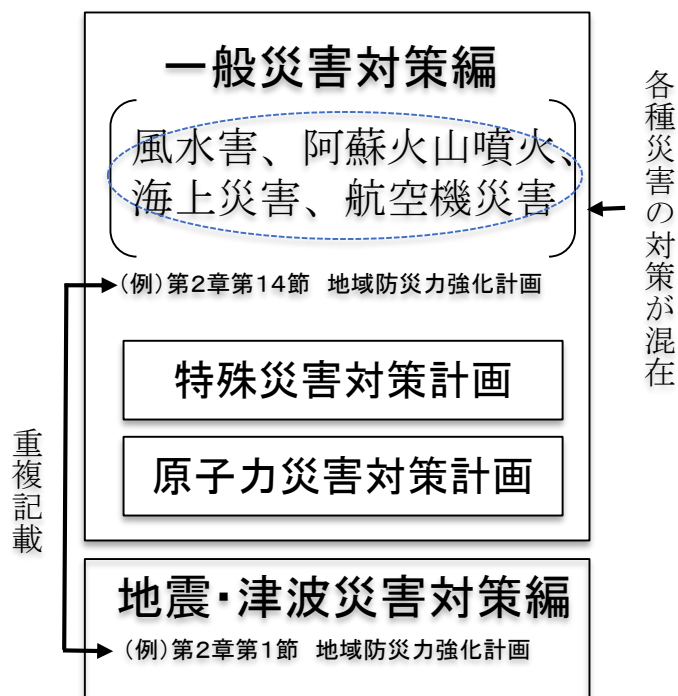 一般災害対策編
風水害、阿蘇火山噴火、
海上災害、航空機災害
各種災害の対策が混在
(例)第2章第14節　地域防災力強化計画
特殊災害対策計画
原子力災害対策計画
重複記載
地震・津波災害対策編
(例)第2章第1節　地域防災力強化計画